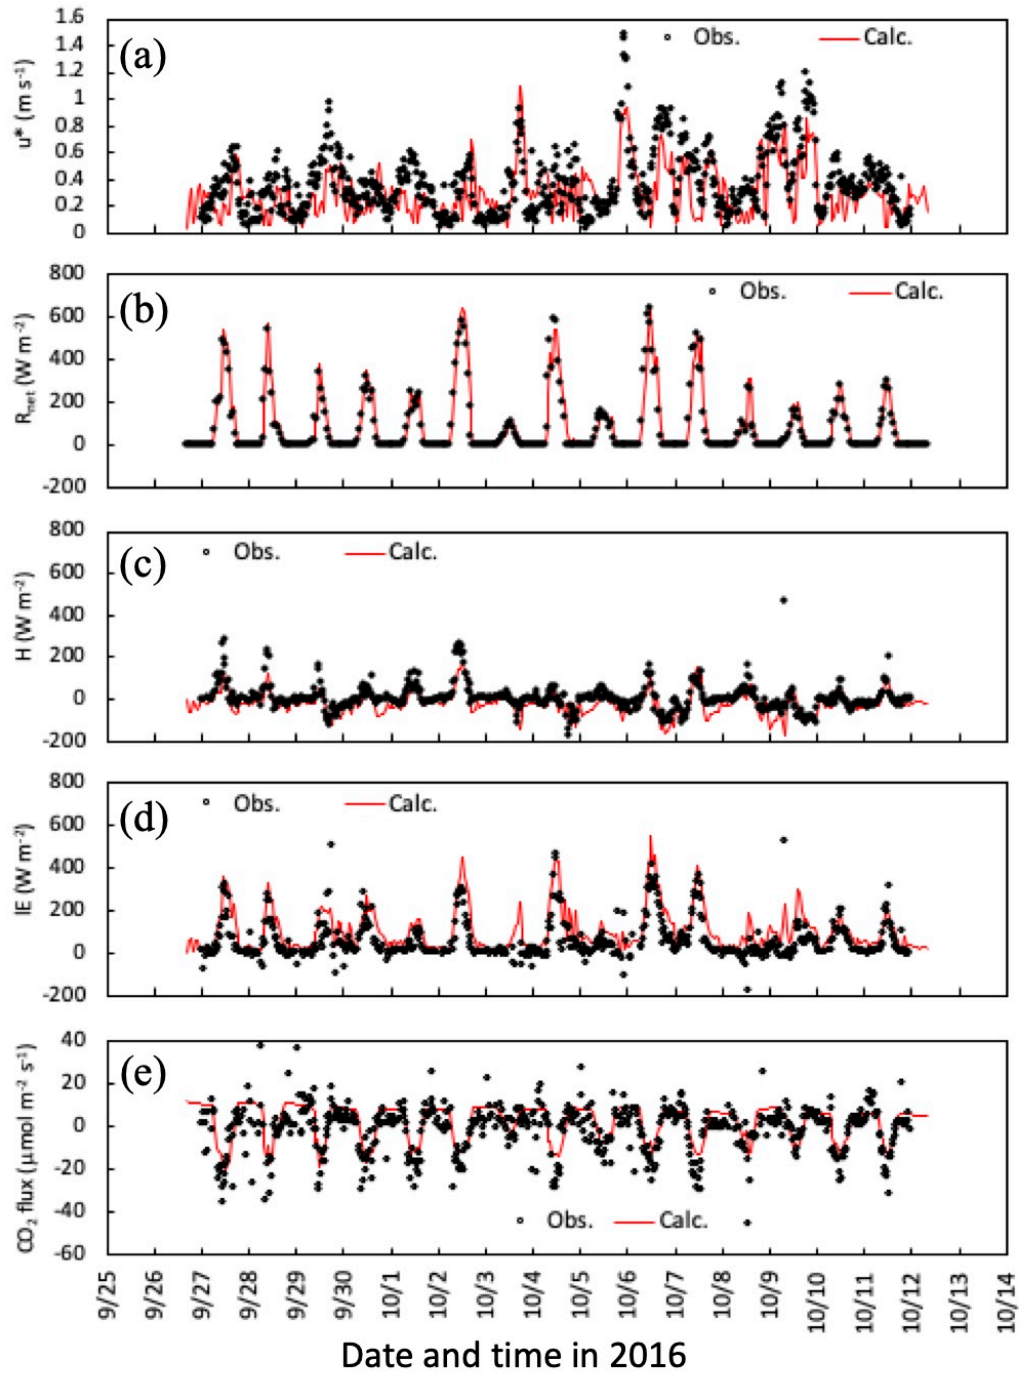 (a)
Obs. Calc.
u* (m s⁻¹)
1.6
1.4
1.2
1
0.8
0.6
0.4
0.2
0
(b)
Obs. Calc.
Rnet (W m⁻²)
800
600
400
200
0
-200
(c)
Obs. Calc.
H (W m⁻²)
800
600
400
200
0
-200
(d)
Obs. Calc.
lE (W m⁻²)
800
600
400
200
0
-200
(e)
Obs. Calc.
CO₂ flux (μmol m⁻² s⁻¹)
40
20
0
-20
-40
-60
9/25 9/26 9/27 9/28 9/29 9/30 10/1 10/2 10/3 10/4 10/5 10/6 10/7 10/8 10/9 10/10 10/11 10/12 10/13 10/14
Date and time in 2016